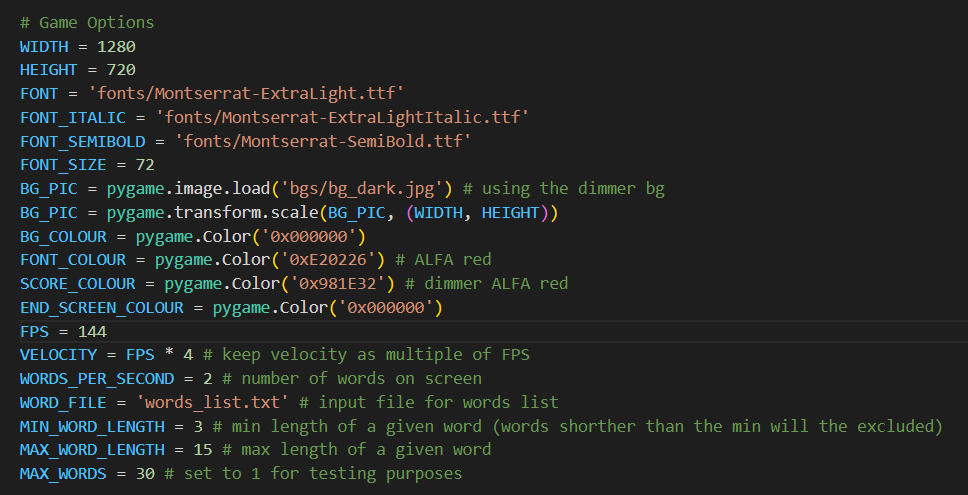 # Game Options
WIDTH = 1280
HEIGHT = 720
FONT = 'fonts/Montserrat-ExtraLight.ttf'
FONT_ITALIC = 'fonts/Montserrat-ExtraLightItalic.ttf'
FONT_SEMIBOLD = 'fonts/Montserrat-SemiBold.ttf'
FONT_SIZE = 72
BG_PIC = pygame.image.load('bgs/bg_dark.jpg') # using the dimmer bg
BG_PIC = pygame.transform.scale(BG_PIC, (WIDTH, HEIGHT))
BG_COLOUR = pygame.Color('0x000000')
FONT_COLOUR = pygame.Color('0xE20226') # ALFA red
SCORE_COLOUR = pygame.Color('0x981E32') # dimmer ALFA red
END_SCREEN_COLOUR = pygame.Color('0x000000')
FPS = 144
VELOCITY = FPS * 4 # keep velocity as multiple of FPS
WORDS_PER_SECOND = 2 # number of words on screen
WORD_FILE = 'words_list.txt' # input file for words list
MIN_WORD_LENGTH = 3 # min length of a given word (words shorther than the min will the excluded)
MAX_WORD_LENGTH = 15 # max length of a given word
MAX_WORDS = 30 # set to 1 for testing purposes